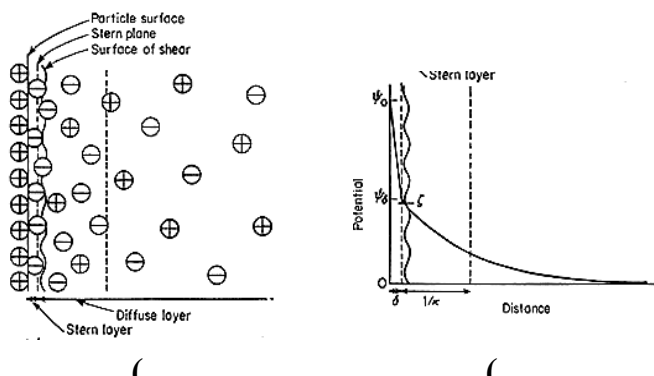 Particle surface
Stern plane
Surface of shear
Diffuse layer
Stern layer
(
Stern layer
ψ₀
ψδ
ζ
Potential
0
δ
1/κ
Distance
(